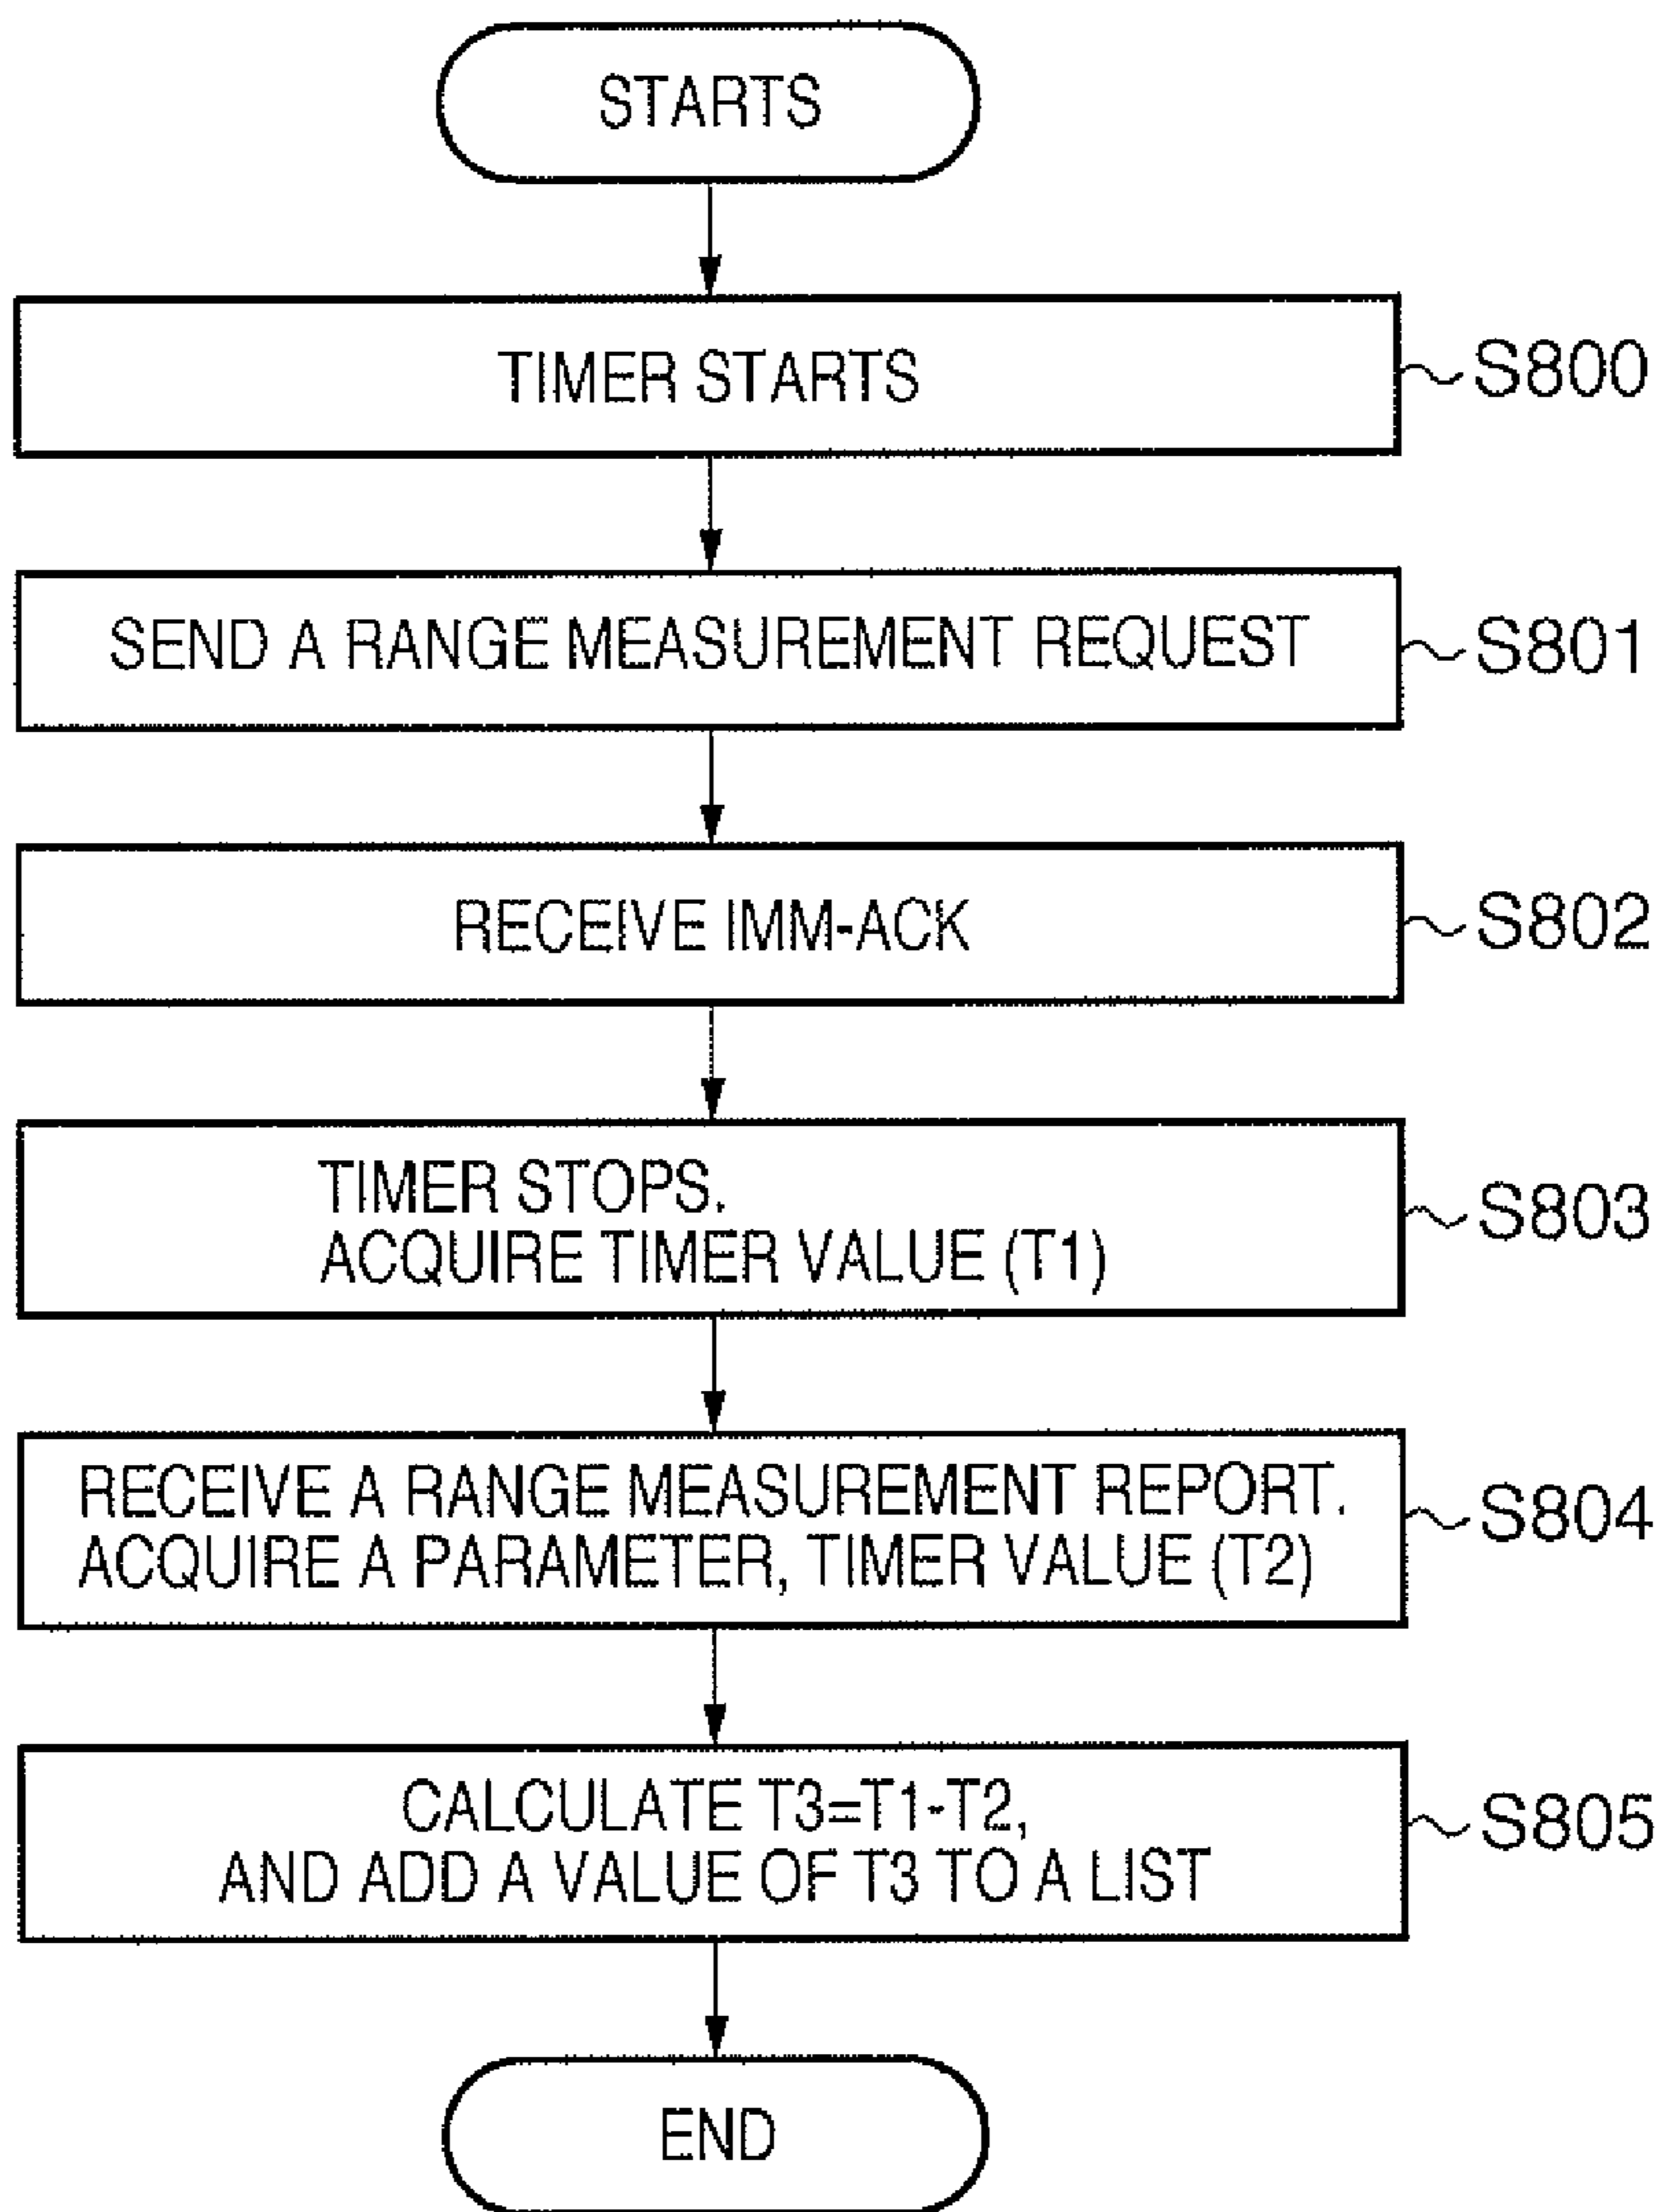 STARTS
TIMER STARTS
S800
SEND A RANGE MEASUREMENT REQUEST
S801
RECEIVE IMM-ACK
S802
TIMER STOPS.
ACQUIRE TIMER VALUE (T1)
S803
RECEIVE A RANGE MEASUREMENT REPORT.
ACQUIRE A PARAMETER, TIMER VALUE (T2)
S804
CALCULATE T3=T1-T2,
AND ADD A VALUE OF T3 TO A LIST
S805
END